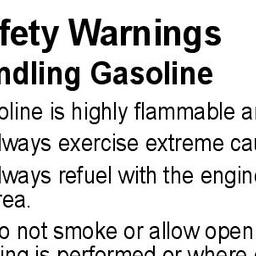 fety Warnings
ndling Gasoline
oline is highly flammable a
lways exercise extreme cau
lways refuel with the engin
rea.
o not smoke or allow open
ing is performed or where